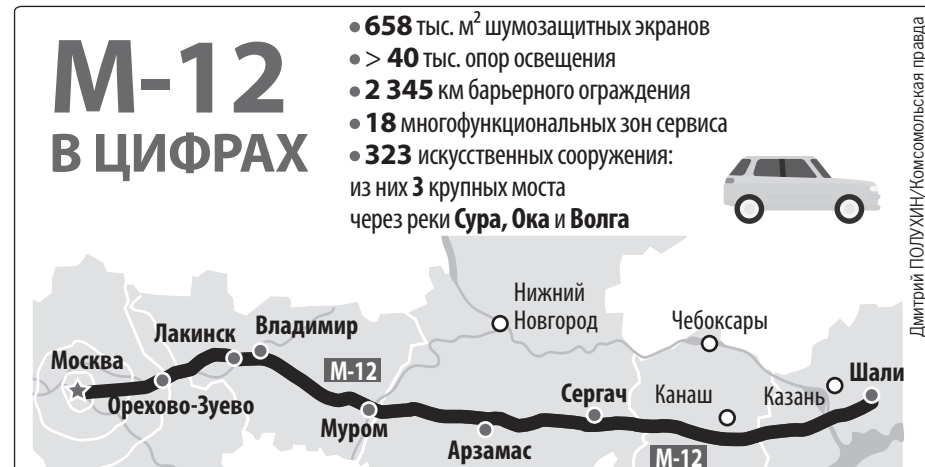 М-12
В ЦИФРАХ
• 658 тыс. м² шумозащитных экранов
• > 40 тыс. опор освещения
• 2 345 км барьерного ограждения
• 18 многофункциональных зон сервиса
• 323 искусственных сооружения:
из них 3 крупных моста
через реки Сура, Ока и Волга
Дмитрий ПОЛУХИН/Комсомольская правда
Нижний
Новгород
Чебоксары
Лакинск
Владимир
Москва
М-12
Шали
Орехово-Зуево
Сергач
Канаш
Казань
Муром
Арзамас
М-12